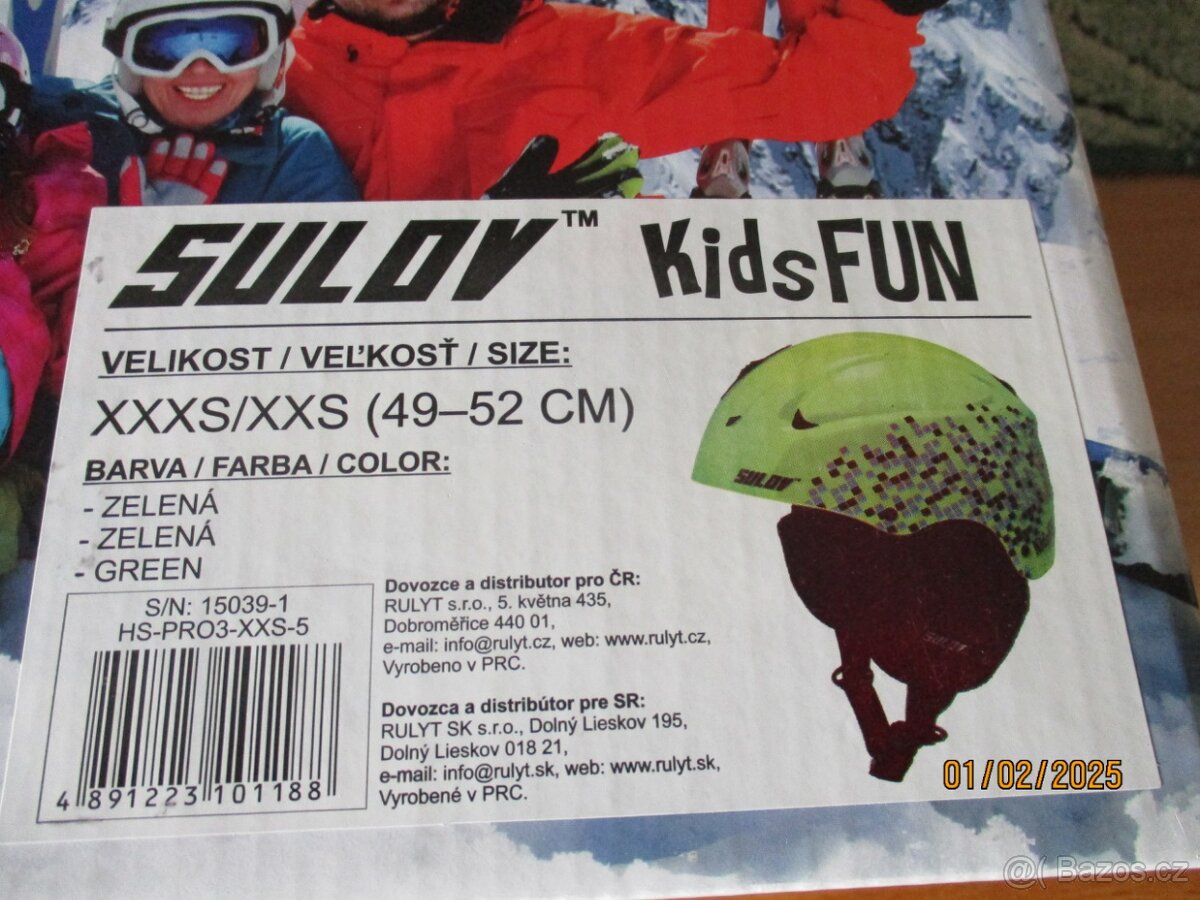 SULOV™ KidsFUN
VELIKOST / VEĽKOSŤ / SIZE:
XXXS/XXS (49–52 CM)
BARVA / FARBA / COLOR:
- ZELENÁ
- ZELENÁ
- GREEN
S/N: 15039-1
HS-PRO3-XXS-5
4 891223 101188
Dovozce a distributor pro ČR:
RULYT s.r.o., 5. května 435,
Dobroměřice 440 01,
e-mail: info@rulyt.cz, web: www.rulyt.cz,
Vyrobeno v PRC.
Dovozca a distribútor pre SR:
RULYT SK s.r.o., Dolný Lieskov 195,
Dolný Lieskov 018 21,
e-mail: info@rulyt.sk, web: www.rulyt.sk,
Vyrobené v PRC.
SULOV
SULOV
01/02/2025
@( Bazos.cz